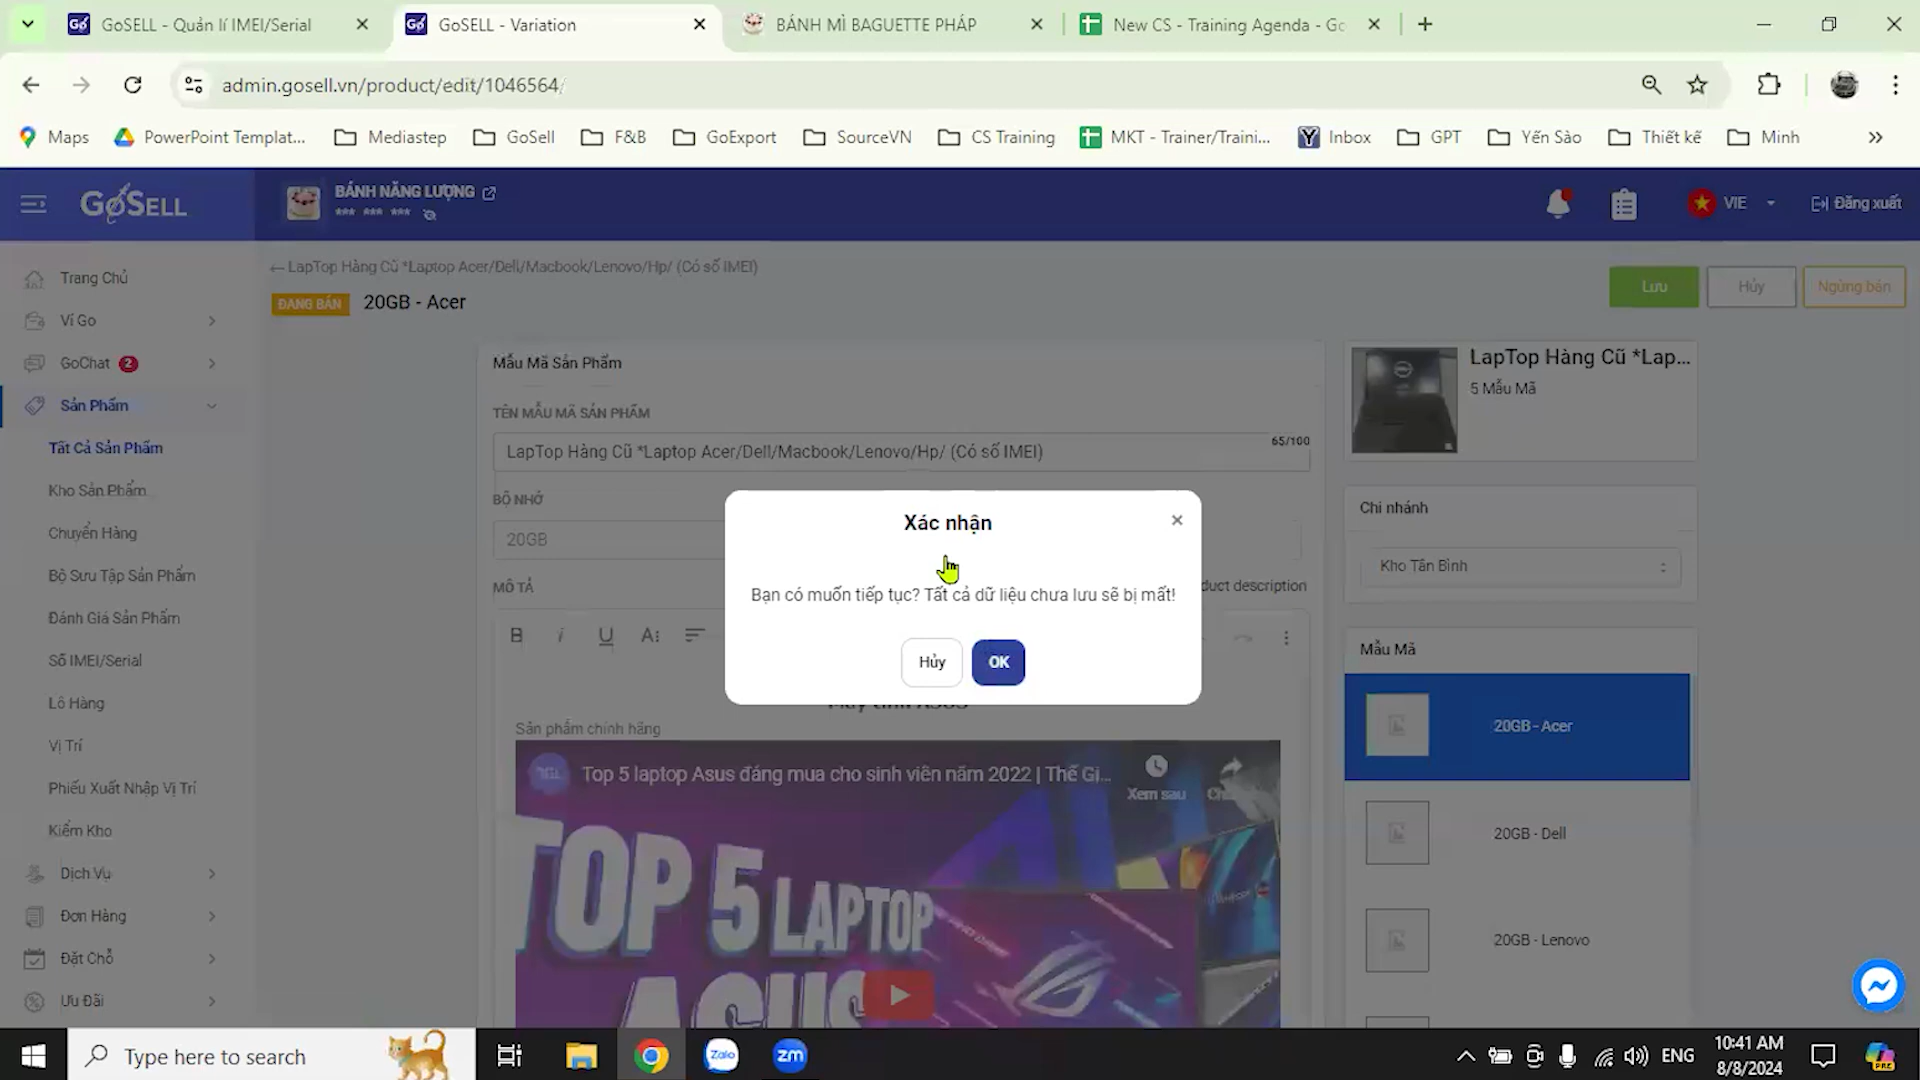 GoSELL - Quản lí IMEI/Serial
GoSELL - Variation
BÁNH MÌ BAGUETTE PHÁP
New CS - Training Agenda - Go
admin.gosell.vn/product/edit/1046564/
Maps
PowerPoint Templat...
Mediastep
GoSell
F&B
GoExport
SourceVN
CS Training
MKT - Trainer/Traini...
Inbox
GPT
Yến Sào
Thiết kế
Minh
GoSELL
BÁNH NĂNG LƯỢNG
*** *** ***
VIE
Đăng xuất
Trang Chủ
Ví Go
GoChat 2
Sản Phẩm
Tất Cả Sản Phẩm
Kho Sản Phẩm
Chuyển Hàng
Bộ Sưu Tập Sản Phẩm
Đánh Giá Sản Phẩm
Số IMEI/Serial
Lô Hàng
Vị Trí
Phiếu Xuất Nhập Vị Trí
Kiểm Kho
Dịch Vụ
Đơn Hàng
Đặt Chỗ
Ưu Đãi
LapTop Hàng Cũ *Laptop Acer/Dell/Macbook/Lenovo/Hp/ (Có số IMEI)
ĐANG BÁN
20GB - Acer
Lưu
Hủy
Ngừng bán
Mẫu Mã Sản Phẩm
TÊN MẪU MÃ SẢN PHẨM
65/100
LapTop Hàng Cũ *Laptop Acer/Dell/Macbook/Lenovo/Hp/ (Có số IMEI)
BỘ NHỚ
20GB
MÔ TẢ
duct description
Xác nhận
Bạn có muốn tiếp tục? Tất cả dữ liệu chưa lưu sẽ bị mất!
Hủy
OK
Máy tính ASUS
Sản phẩm chính hãng
Top 5 laptop Asus đáng mua cho sinh viên năm 2022 | Thế Gi...
Xem sau
TOP 5 LAPTOP
ASUS
LapTop Hàng Cũ *Lap...
5 Mẫu Mã
Chi nhánh
Kho Tân Bình
Mẫu Mã
20GB - Acer
20GB - Dell
20GB - Lenovo
Type here to search
Zalo
zm
ENG
10:41 AM
8/8/2024
PRE